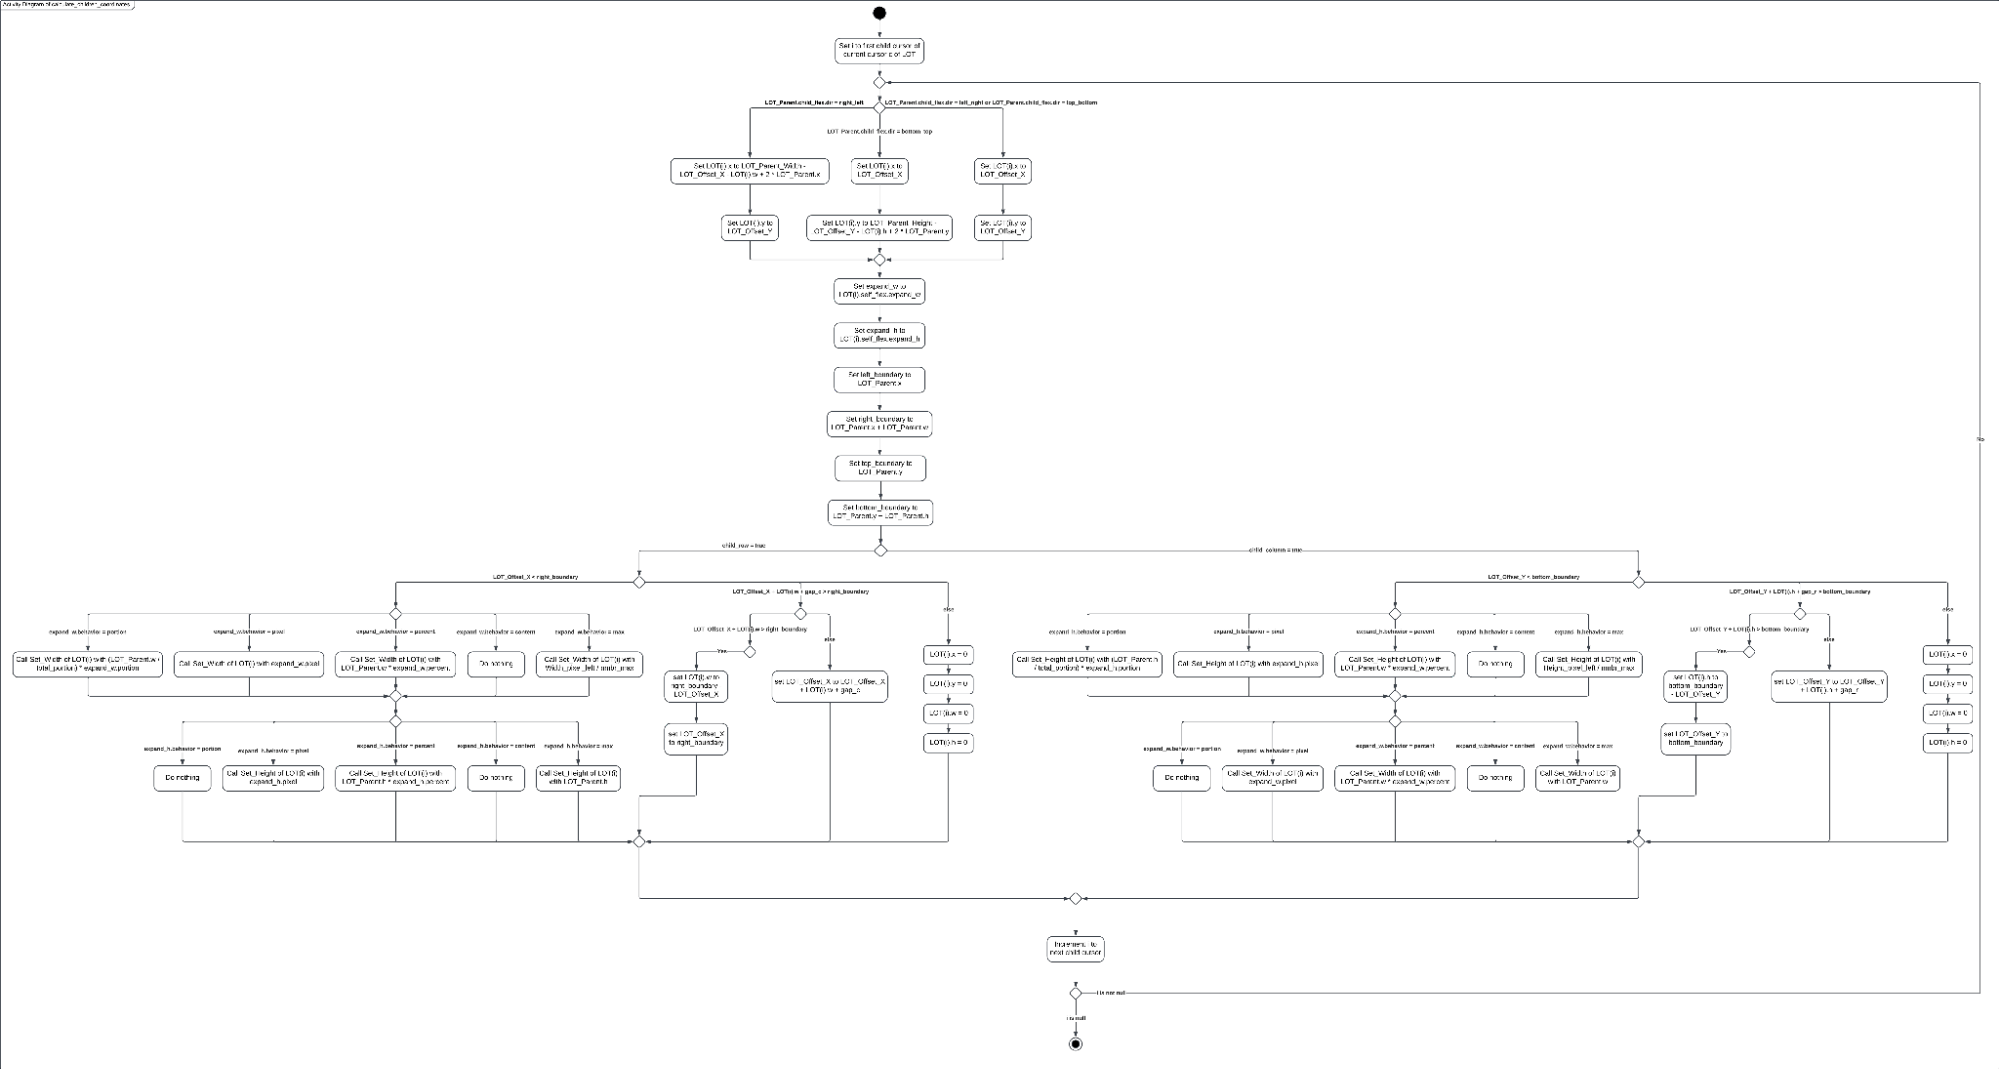 Activity Diagram of calculate_children_coordinates
Set i to first child cursor of
current cursor c of LOT
LOT_Parent.child_flex.dir = right_left
LOT_Parent.child_flex.dir = left_right or LOT_Parent.child_flex.dir = top_bottom
LOT_Parent.child_flex.dir = bottom_top
Set LOT(i).x to LOT_Parent_Width -
LOT_Offset_X - LOT(i).w + 2 * LOT_Parent.x
Set LOT(i).x to
LOT_Offset_X
Set LOT(i).x to
LOT_Offset_X
Set LOT(i).y to
LOT_Offset_Y
Set LOT(i).y to LOT_Parent_Height -
LOT_Offset_Y - LOT(i).h + 2 * LOT_Parent.y
Set LOT(i).y to
LOT_Offset_Y
Set expand_w to
LOT(i).self_flex.expand_w
Set expand_h to
LOT(i).self_flex.expand_h
Set left_boundary to
LOT_Parent.x
Set right_boundary to
LOT_Parent.x + LOT_Parent.w
Set top_boundary to
LOT_Parent.y
Set bottom_boundary to
LOT_Parent.y + LOT_Parent.h
child_row = true
child_column = true
LOT_Offset_X < right_boundary
LOT_Offset_X + LOT(i).w + gap_c > right_boundary
else
expand_w.behavior = portion
expand_w.behavior = pixel
expand_w.behavior = percent
expand_w.behavior = content
expand_w.behavior = max
LOT_Offset_X + LOT(i).w > right_boundary
else
Yes
Call Set_Width of LOT(i) with (LOT_Parent.w /
total_portion) * expand_w.portion
Call Set_Width of LOT(i) with expand_w.pixel
Call Set_Width of LOT(i) with
LOT_Parent.w * expand_w.percent
Do nothing
Call Set_Width of LOT(i) with
Width_pixel_left / nmbr_max
set LOT(i).w to
right_boundary -
LOT_Offset_X
set LOT_Offset_X to LOT_Offset_X
+ LOT(i).w + gap_c
set LOT_Offset_X
to right_boundary
LOT(i).x = 0
LOT(i).y = 0
LOT(i).w = 0
LOT(i).h = 0
expand_h.behavior = portion
expand_h.behavior = pixel
expand_h.behavior = percent
expand_h.behavior = content
expand_h.behavior = max
Do nothing
Call Set_Height of LOT(i) with
expand_h.pixel
Call Set_Height of LOT(i) with
LOT_Parent.h * expand_h.percent
Do nothing
Call Set_Height of LOT(i)
with LOT_Parent.h
LOT_Offset_Y < bottom_boundary
LOT_Offset_Y + LOT(i).h + gap_r > bottom_boundary
else
expand_h.behavior = portion
expand_h.behavior = pixel
expand_h.behavior = percent
expand_h.behavior = content
expand_h.behavior = max
LOT_Offset_Y + LOT(i).h > bottom_boundary
else
Yes
Call Set_Height of LOT(i) with (LOT_Parent.h
/ total_portion) * expand_h.portion
Call Set_Height of LOT(i) with expand_h.pixel
Call Set_Height of LOT(i) with
LOT_Parent.w * expand_w.percent
Do nothing
Call Set_Height of LOT(i) with
Height_pixel_left / nmbr_max
set LOT(i).h to
bottom_boundary
- LOT_Offset_Y
set LOT_Offset_Y to LOT_Offset_Y
+ LOT(i).h + gap_r
set LOT_Offset_Y to
bottom_boundary
LOT(i).x = 0
LOT(i).y = 0
LOT(i).w = 0
LOT(i).h = 0
expand_w.behavior = portion
expand_w.behavior = pixel
expand_w.behavior = percent
expand_w.behavior = content
expand_w.behavior = max
Do nothing
Call Set_Width of LOT(i) with
expand_w.pixel
Call Set_Width of LOT(i) with
LOT_Parent.w * expand_w.percent
Do nothing
Call Set_Width of LOT(i)
with LOT_Parent.w
Increment i to
next child cursor
i is not null
i is null